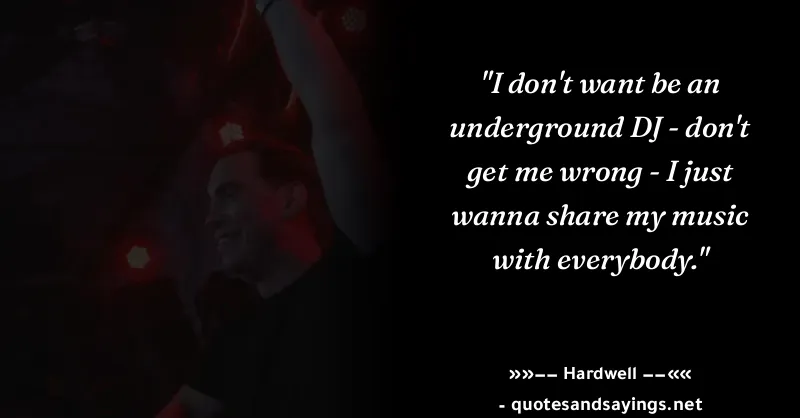 "I don't want be an
underground DJ - don't
get me wrong - I just
wanna share my music
with everybody."
»»—— Hardwell ——««
- quotesandsayings.net